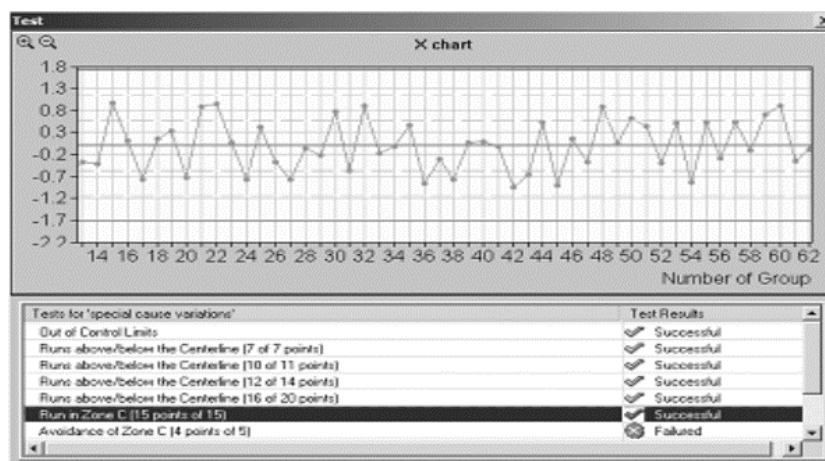 Test
X chart
1.8
1.3
0.8
0.3
-0.2
-0.7
-1.2
-1.7
-2.2
14 16 18 20 22 24 26 28 30 32 34 36 38 40 42 44 46 48 50 52 54 56 58 60 62
Number of Group
Tests for 'special cause variations' Test Results
Out of Control Limits Successful
Runs above/below the Centerline (7 of 7 points) Successful
Runs above/below the Centerline (10 of 11 points) Successful
Runs above/below the Centerline (12 of 14 points) Successful
Runs above/below the Centerline (16 of 20 points) Successful
Run in Zone C (15 points of 15) Successful
Avoidance of Zone C (4 points of 5) Failured